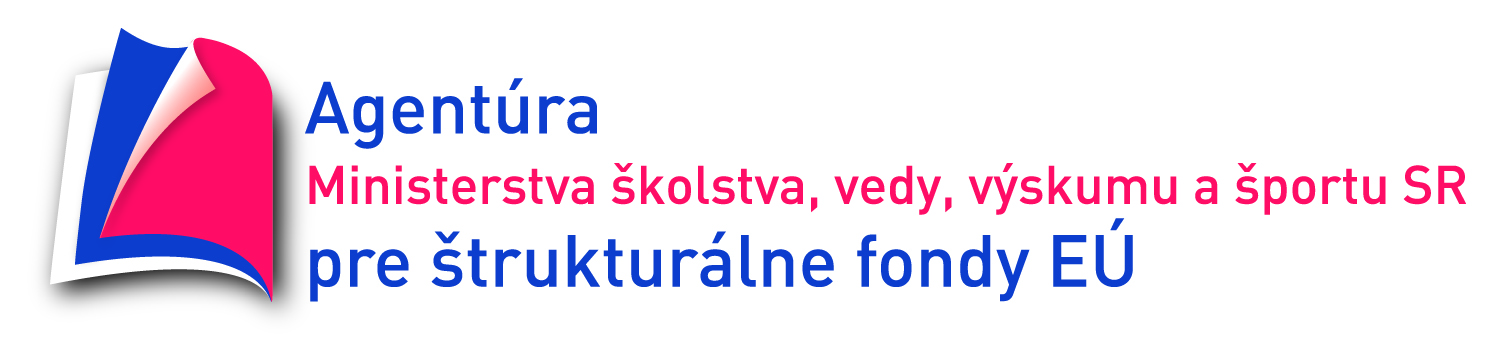 Agentúra
Ministerstva školstva, vedy, výskumu a športu SR
pre štrukturálne fondy EÚ